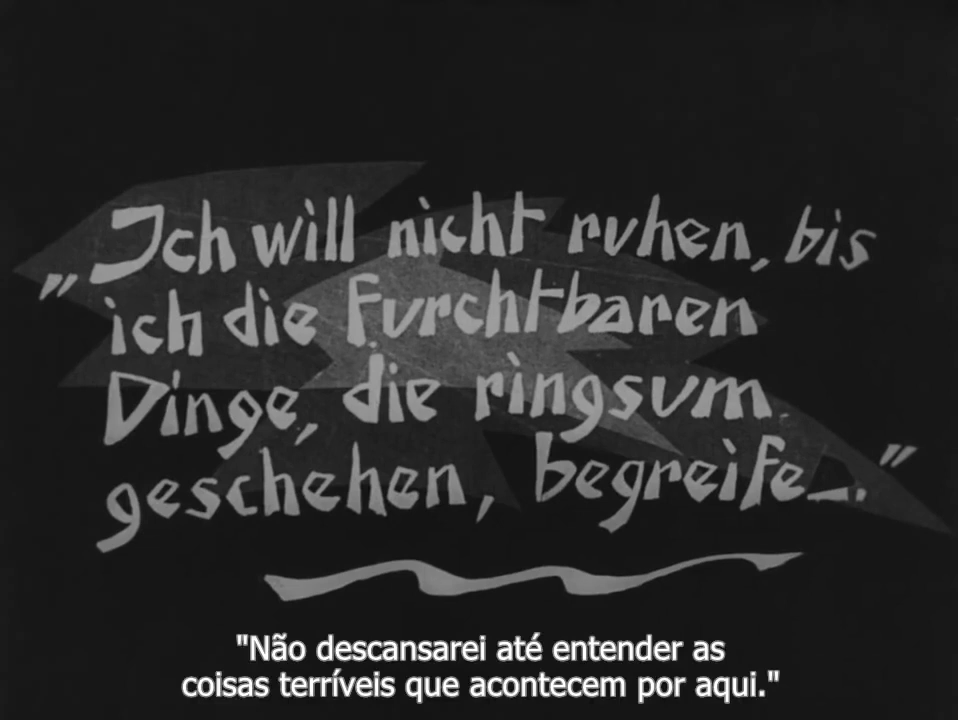 „Ich will nicht ruhen, bis
ich die Furchtbaren
Dinge, die ringsum
geschehen, begreife_."
"Não descansarei até entender as
coisas terríveis que acontecem por aqui."